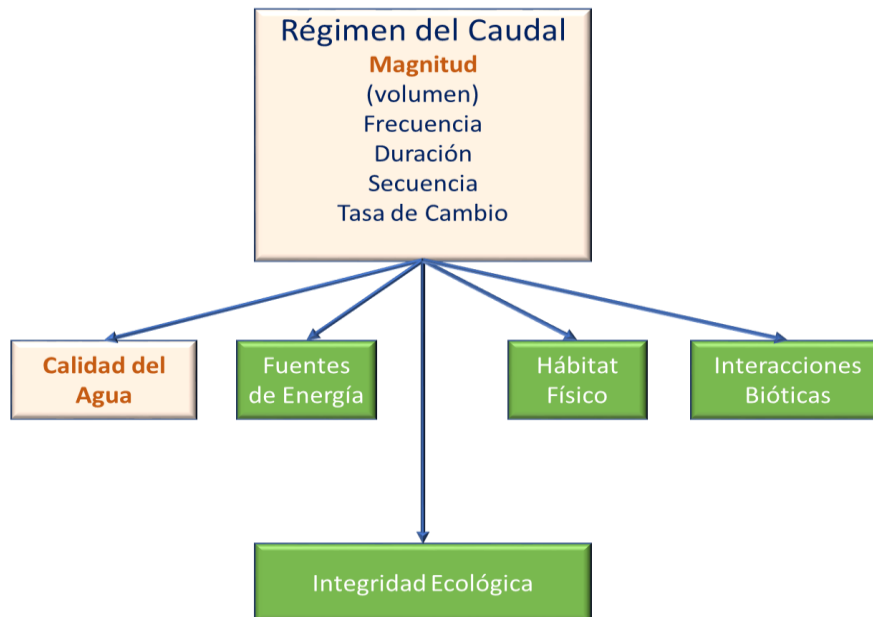 Régimen del Caudal
Magnitud
(volumen)
Frecuencia
Duración
Secuencia
Tasa de Cambio
Calidad del
Agua
Fuentes
de Energía
Hábitat
Físico
Interacciones
Bióticas
Integridad Ecológica